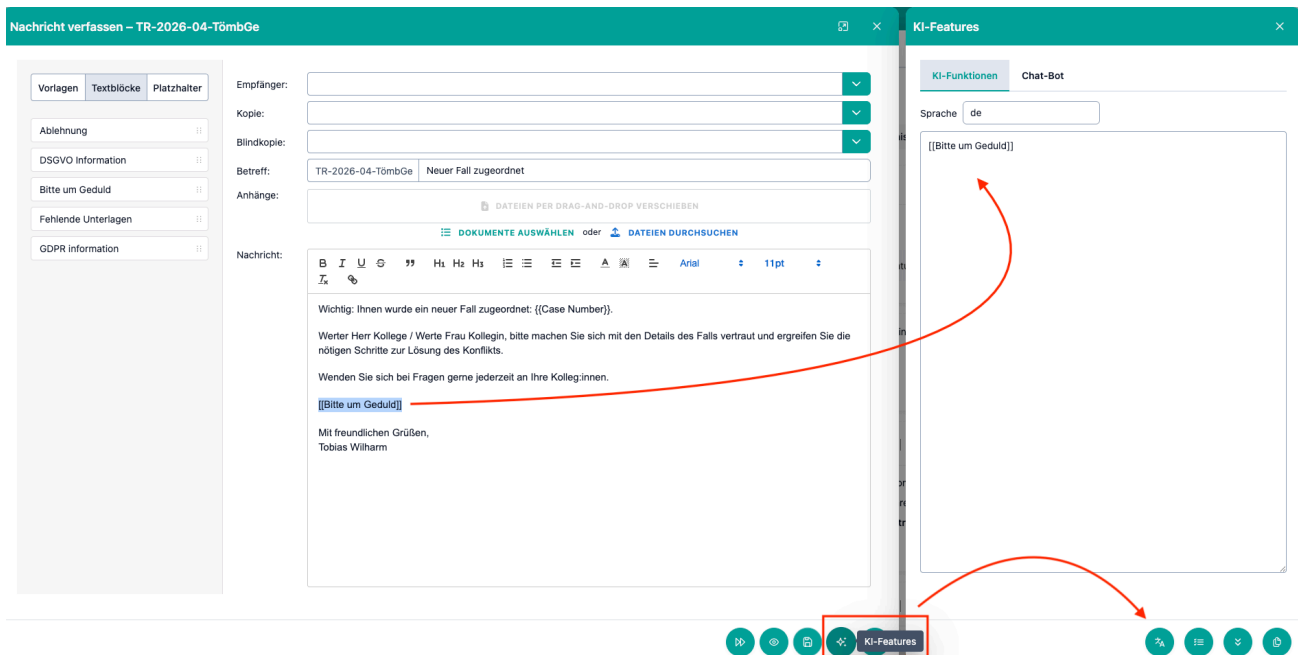 Nachricht verfassen – TR-2026-04-TömbGe
Vorlagen Textblöcke Platzhalter
Ablehnung
DSGVO Information
Bitte um Geduld
Fehlende Unterlagen
GDPR information
Empfänger:
Kopie:
Blindkopie:
Betreff: TR-2026-04-TömbGe Neuer Fall zugeordnet
Anhänge:
DATEIEN PER DRAG-AND-DROP VERSCHIEBEN
DOKUMENTE AUSWÄHLEN oder DATEIEN DURCHSUCHEN
Nachricht:
B I U S H1 H2 H3 A A Arial 11pt
Tx
Wichtig: Ihnen wurde ein neuer Fall zugeordnet: {{Case Number}}.
Werter Herr Kollege / Werte Frau Kollegin, bitte machen Sie sich mit den Details des Falls vertraut und ergreifen Sie die
nötigen Schritte zur Lösung des Konflikts.
Wenden Sie sich bei Fragen gerne jederzeit an Ihre Kolleg:innen.
[[Bitte um Geduld]]
Mit freundlichen Grüßen,
Tobias Wilharm
KI-Features
KI-Features
KI-Funktionen Chat-Bot
Sprache de
[[Bitte um Geduld]]